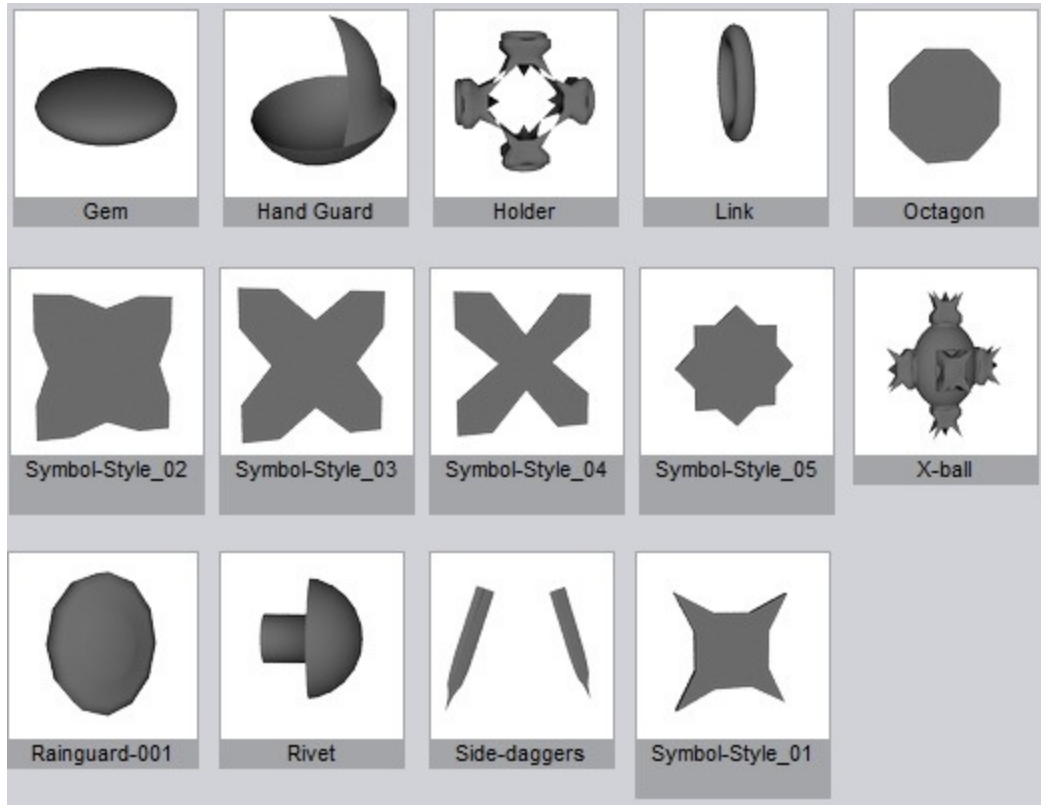 Gem
Hand Guard
Holder
Link
Octagon
Symbol-Style_02
Symbol-Style_03
Symbol-Style_04
Symbol-Style_05
X-ball
Rainguard-001
Rivet
Side-daggers
Symbol-Style_01